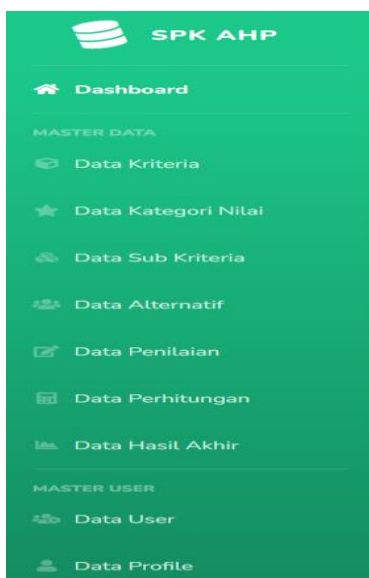 SPK AHP
Dashboard
MASTER DATA
Data Kriteria
Data Kategori Nilai
Data Sub Kriteria
Data Alternatif
Data Penilaian
Data Perhitungan
Data Hasil Akhir
MASTER USER
Data User
Data Profile